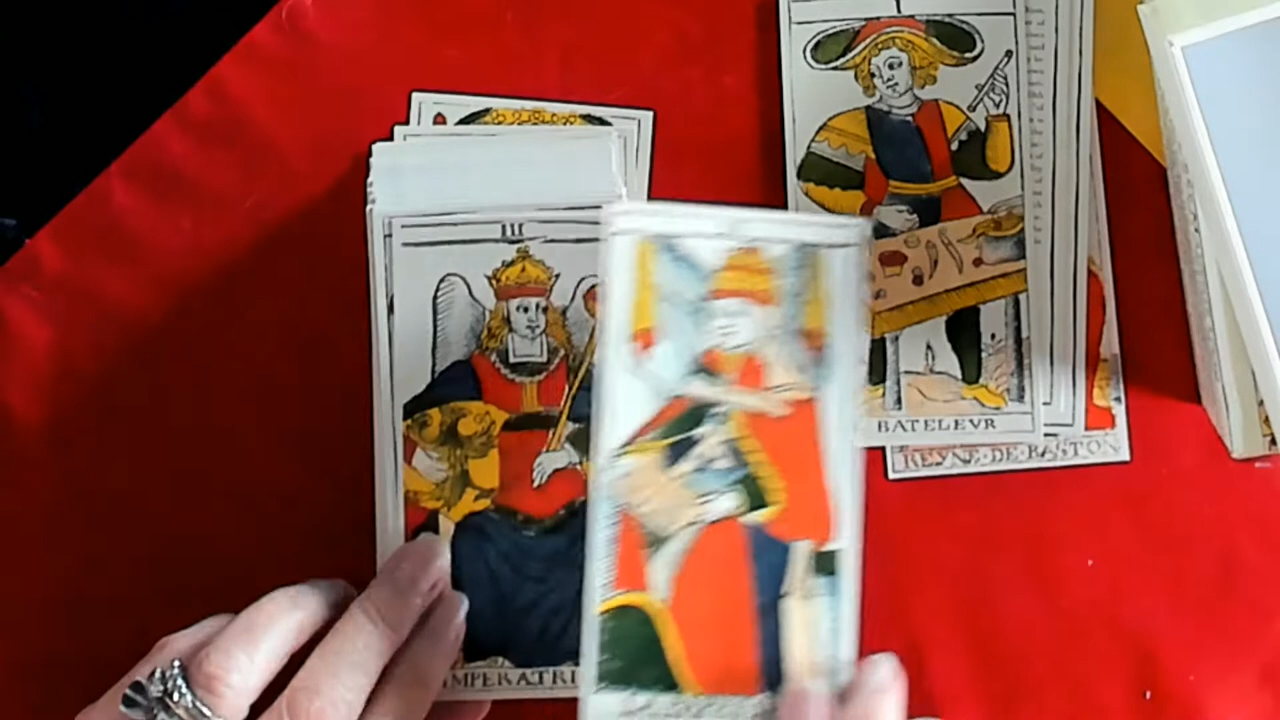 I
BATELEVR
REYNE·DE·BASTON
III
IMPERATRI